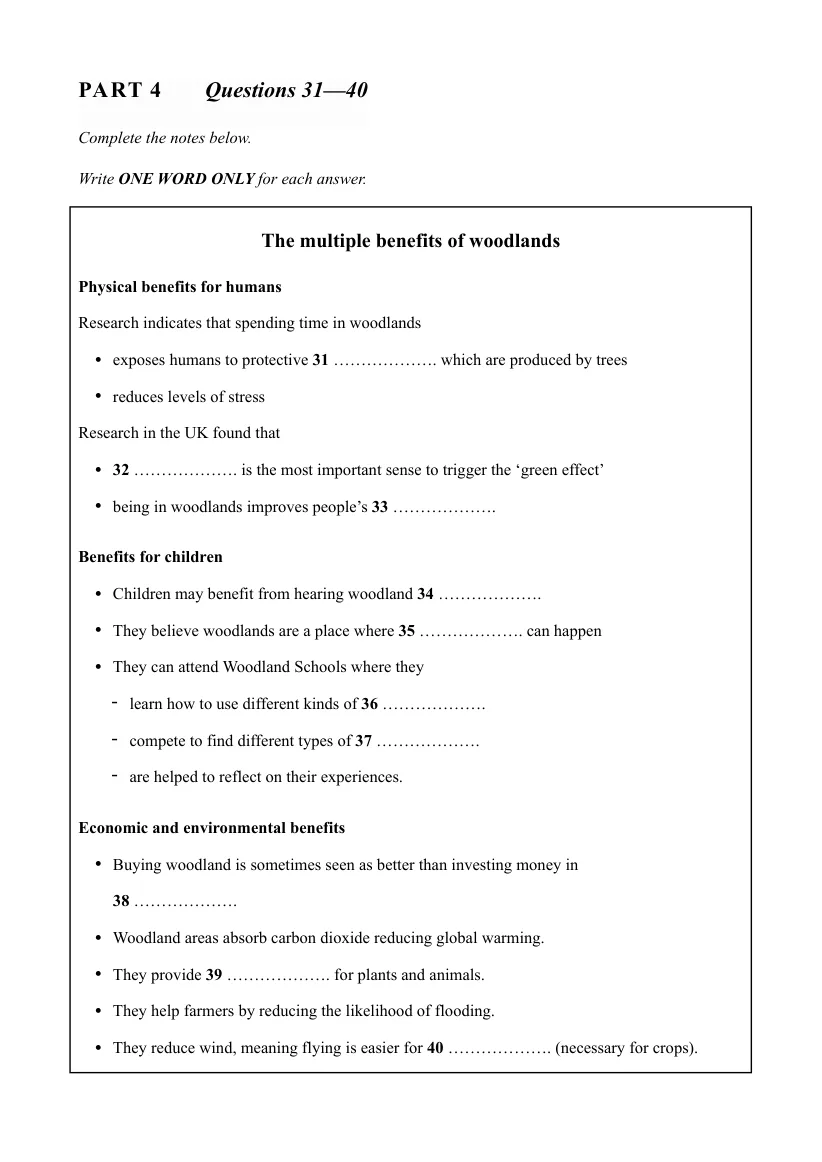 PART 4 Questions 31—40
Complete the notes below.
Write ONE WORD ONLY for each answer.
The multiple benefits of woodlands
Physical benefits for humans
Research indicates that spending time in woodlands
• exposes humans to protective 31 ………………. which are produced by trees
• reduces levels of stress
Research in the UK found that
• 32 ………………. is the most important sense to trigger the ‘green effect’
• being in woodlands improves people’s 33 ……………….
Benefits for children
• Children may benefit from hearing woodland 34 ……………….
• They believe woodlands are a place where 35 ………………. can happen
• They can attend Woodland Schools where they
- learn how to use different kinds of 36 ……………….
- compete to find different types of 37 ……………….
- are helped to reflect on their experiences.
Economic and environmental benefits
• Buying woodland is sometimes seen as better than investing money in
38 ……………….
• Woodland areas absorb carbon dioxide reducing global warming.
• They provide 39 ………………. for plants and animals.
• They help farmers by reducing the likelihood of flooding.
• They reduce wind, meaning flying is easier for 40 ………………. (necessary for crops).